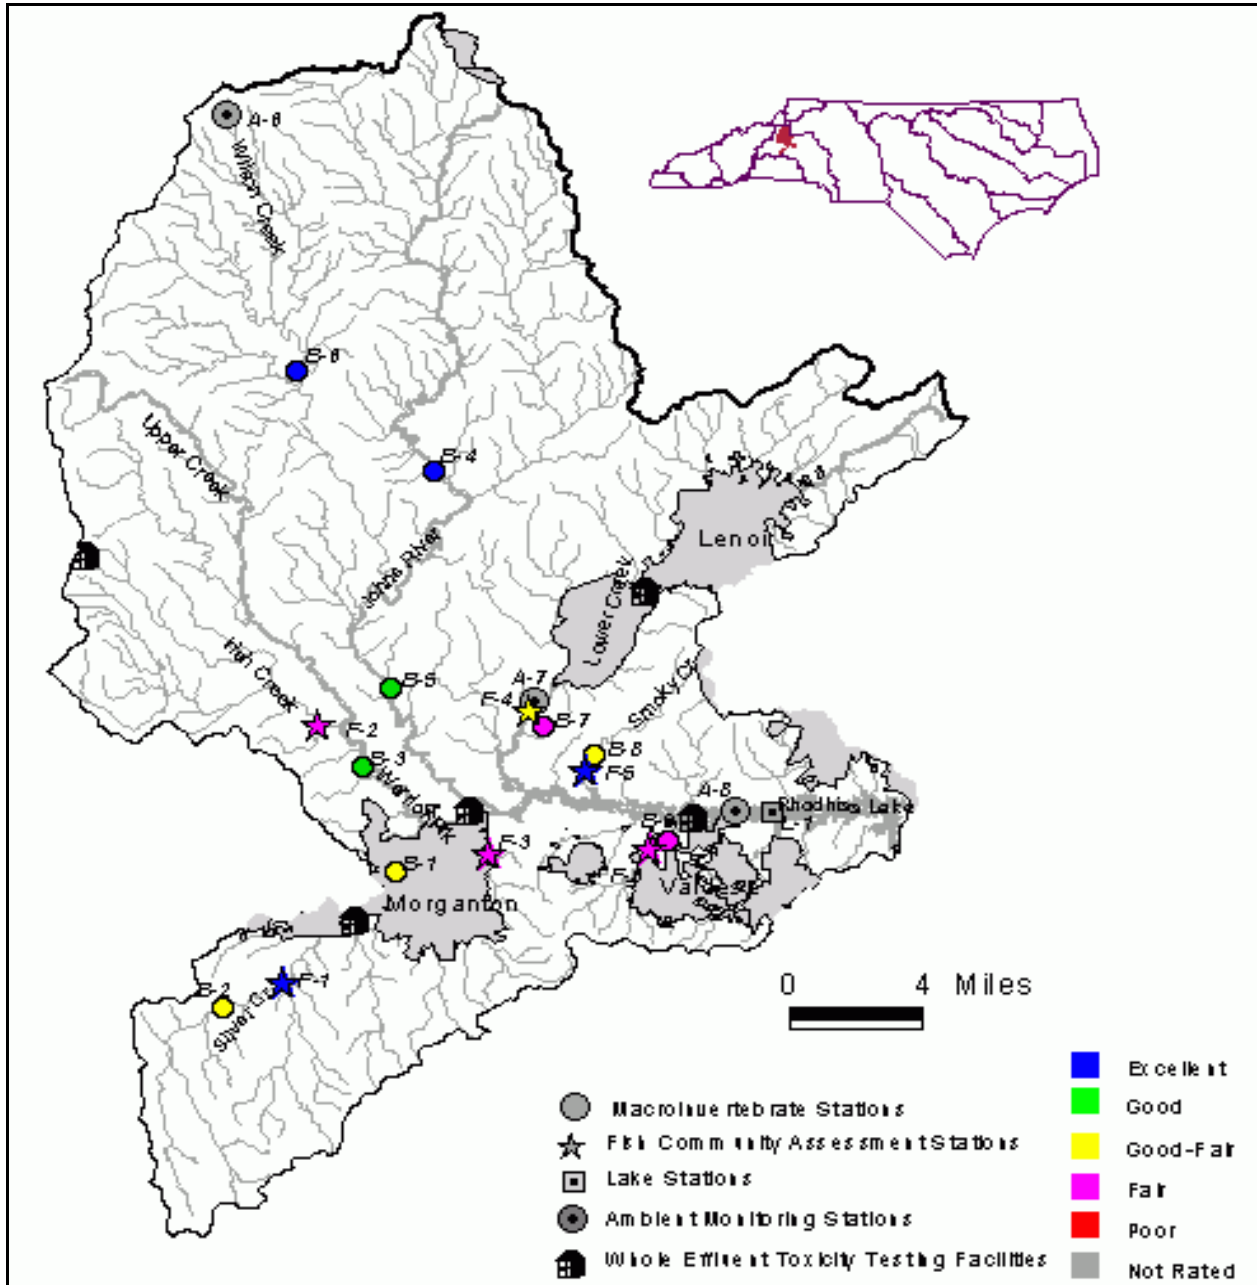 A-6
Wilson Creek
B-6
Upper Creek
B-4
Lenoir
Johns River
Lower Creek
Irish Creek
Smoky Cr
B-5
A-7
F-4
B-7
F-2
B-8
F-5
B-3
A-8
Rhodhiss Lake
L-1
F-3
B-9
B-1
Valdese
Morganton
F-1
B-2
Silver Cr
0 4 Miles
Macroinvertebrate Stations
Fish Community Assessment Stations
Lake Stations
Ambient Monitoring Stations
Whole Effluent Toxicity Testing Facilities
Excellent
Good
Good-Fair
Fair
Poor
Not Rated